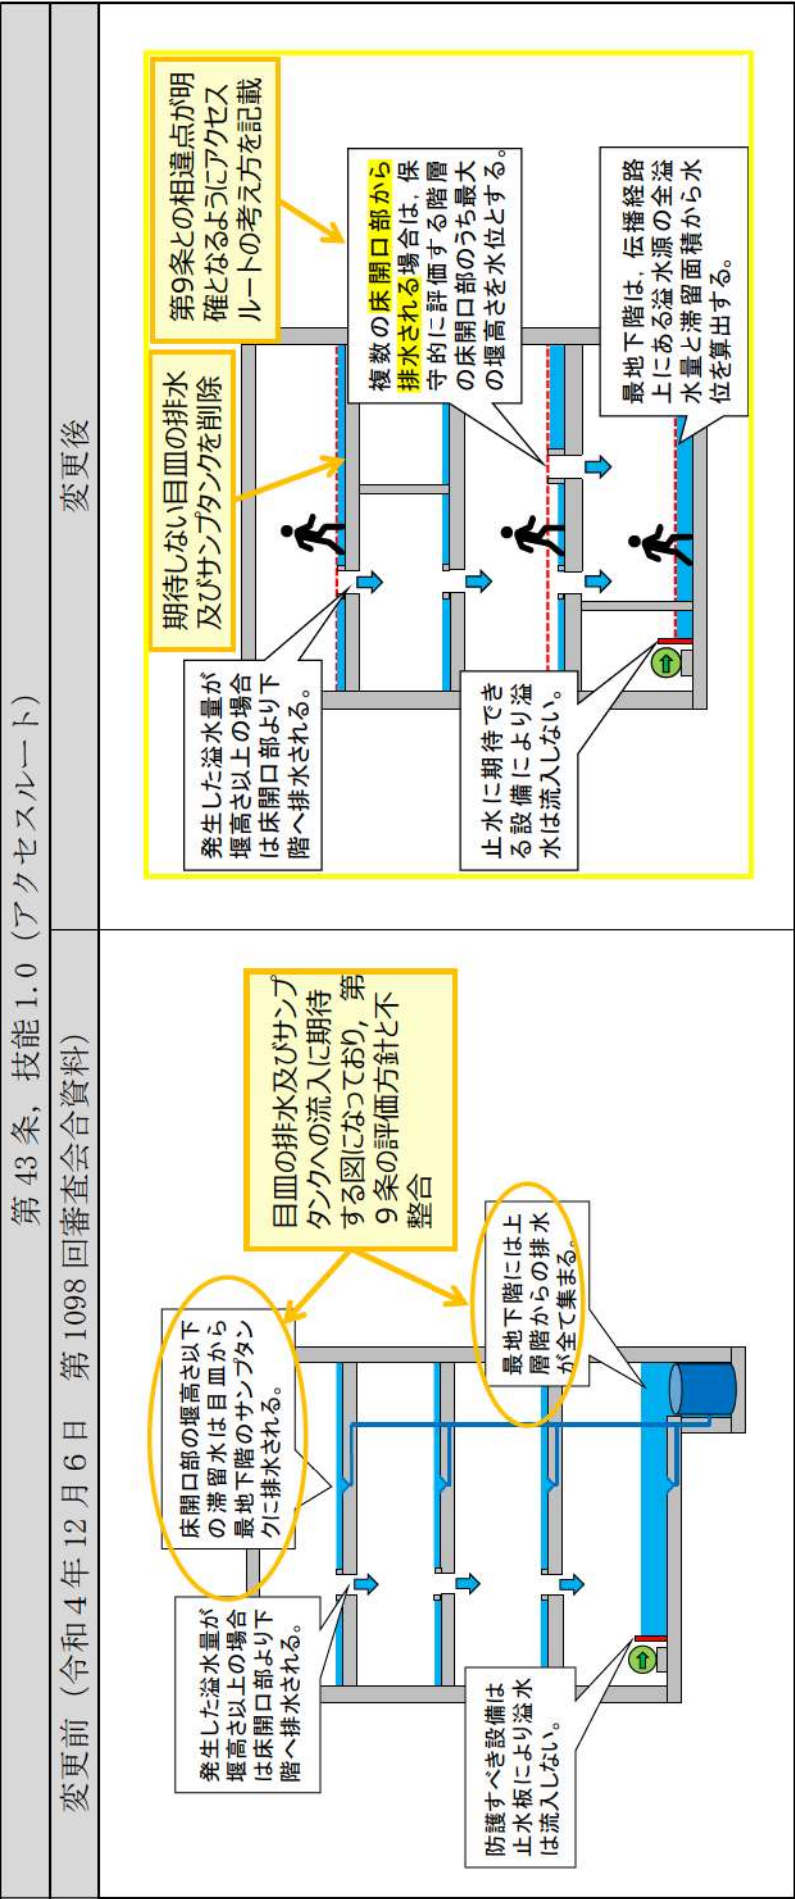 第 43 条，技能 1.0（アクセスルート）
変更前（令和４年 12 月６日　第 1098 回審査会合資料）
変更後
発生した溢水量が
堰高さ以上の場合
は床開口部より下
階へ排水される。
床開口部の堰高さ以下
の滞留水は目皿から
最地下階のサンプタン
クに排水される。
目皿の排水及びサンプ
タンクへの流入に期待
する図になっており，第
９条の評価方針と不
整合
最地下階には上
層階からの排水
が全て集まる。
防護すべき設備は
止水板により溢水
は流入しない。
発生した溢水量が
堰高さ以上の場合
は床開口部より下
階へ排水される。
期待しない目皿の排水
及びサンプタンクを削除
第9条との相違点が明
確となるようにアクセス
ルートの考え方を記載
複数の床開口部から
排水される場合は，保
守的に評価する階層
の床開口部のうち最大
の堰高さを水位とする。
止水に期待でき
る設備により溢
水は流入しない。
最地下階は，伝播経路
上にある溢水源の全溢
水量と滞留面積から水
位を算出する。